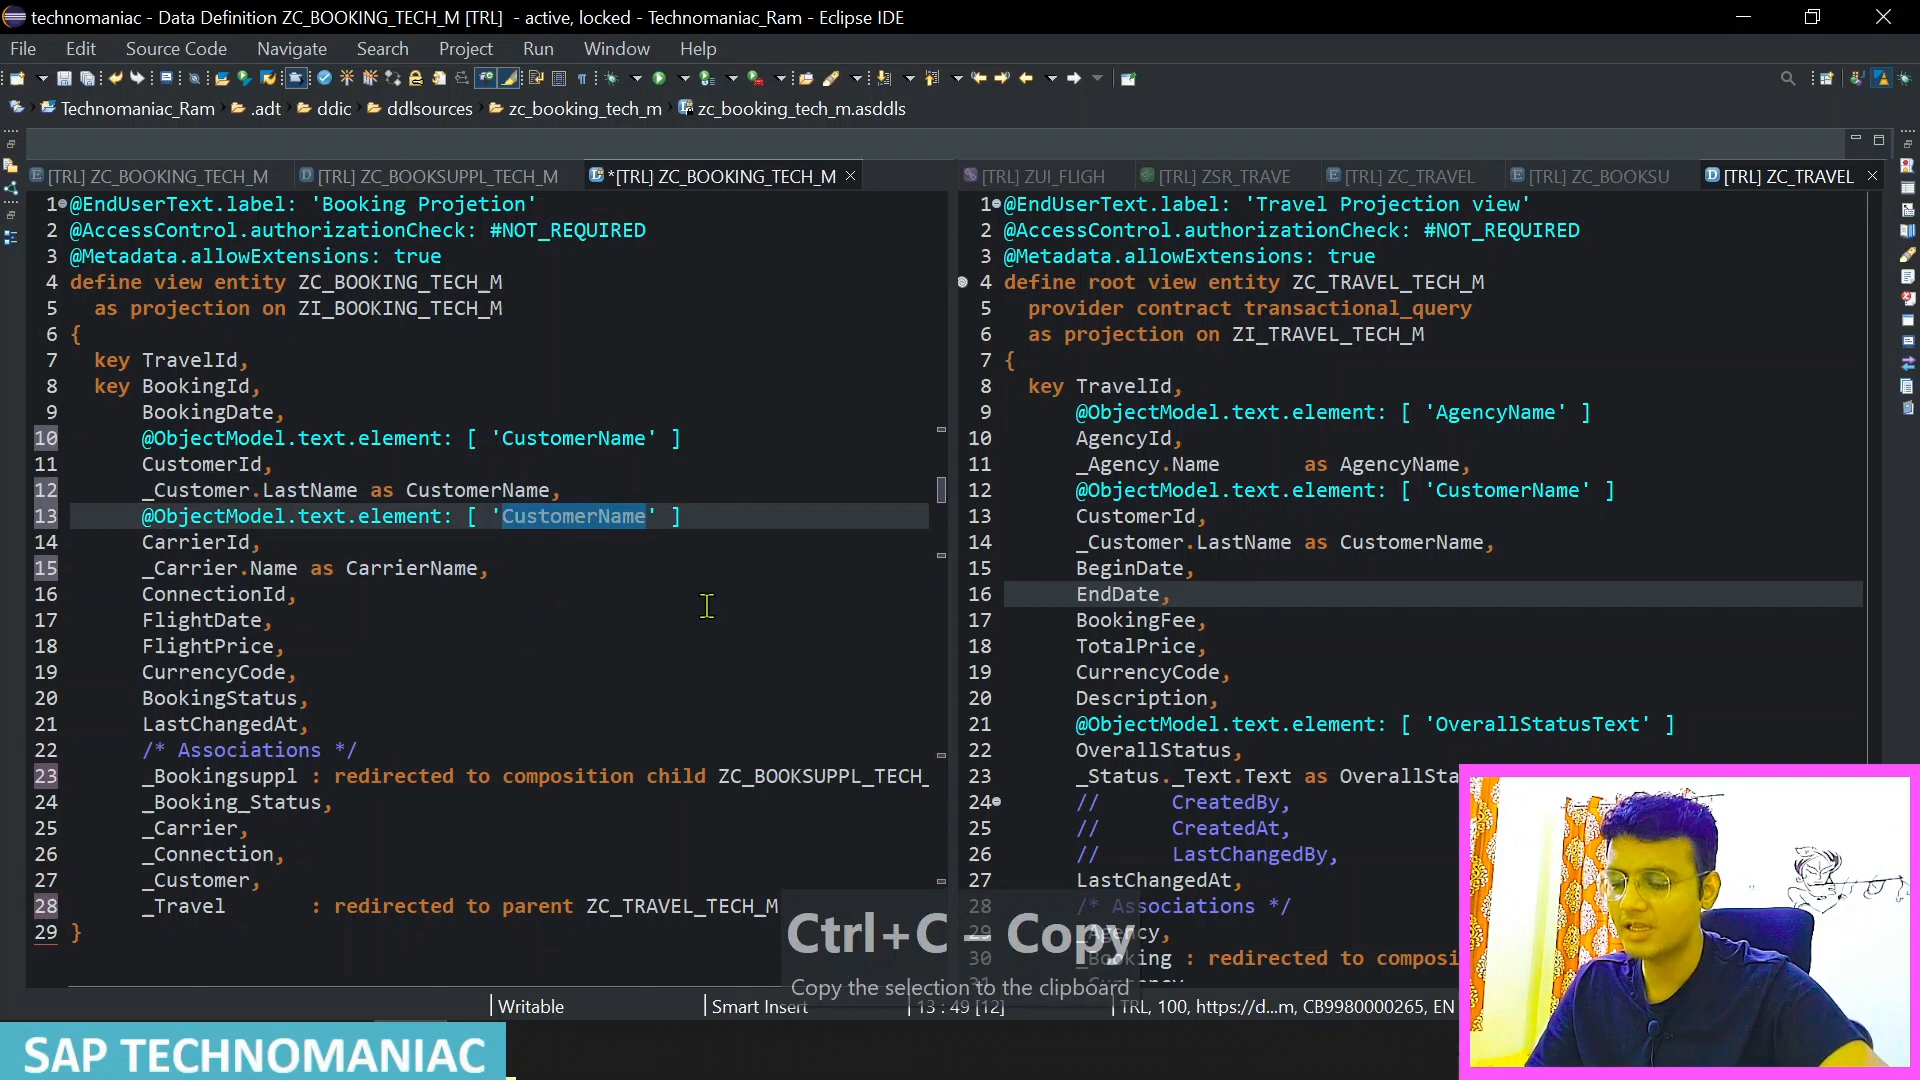 technomaniac - Data Definition ZC_BOOKING_TECH_M [TRL] - active, locked - Technomaniac_Ram - Eclipse IDE
File Edit Source Code Navigate Search Project Run Window Help
Technomaniac_Ram .adt ddic ddlsources zc_booking_tech_m zc_booking_tech_m.asddls
[TRL] ZC_BOOKING_TECH_M [TRL] ZC_BOOKSUPPL_TECH_M *[TRL] ZC_BOOKING_TECH_M
1 @EndUserText.label: 'Booking Projetion'
2 @AccessControl.authorizationCheck: #NOT_REQUIRED
3 @Metadata.allowExtensions: true
4 define view entity ZC_BOOKING_TECH_M
5 as projection on ZI_BOOKING_TECH_M
6 {
7 key TravelId,
8 key BookingId,
9 BookingDate,
10 @ObjectModel.text.element: [ 'CustomerName' ]
11 CustomerId,
12 _Customer.LastName as CustomerName,
13 @ObjectModel.text.element: [ 'CustomerName' ]
14 CarrierId,
15 _Carrier.Name as CarrierName,
16 ConnectionId,
17 FlightDate,
18 FlightPrice,
19 CurrencyCode,
20 BookingStatus,
21 LastChangedAt,
22 /* Associations */
23 _Bookingsuppl : redirected to composition child ZC_BOOKSUPPL_TECH_
24 _Booking_Status,
25 _Carrier,
26 _Connection,
27 _Customer,
28 _Travel : redirected to parent ZC_TRAVEL_TECH_M
29 }
[TRL] ZUI_FLIGH [TRL] ZSR_TRAVE [TRL] ZC_TRAVEL [TRL] ZC_BOOKSU [TRL] ZC_TRAVEL
1 @EndUserText.label: 'Travel Projection view'
2 @AccessControl.authorizationCheck: #NOT_REQUIRED
3 @Metadata.allowExtensions: true
4 define root view entity ZC_TRAVEL_TECH_M
5 provider contract transactional_query
6 as projection on ZI_TRAVEL_TECH_M
7 {
8 key TravelId,
9 @ObjectModel.text.element: [ 'AgencyName' ]
10 AgencyId,
11 _Agency.Name as AgencyName,
12 @ObjectModel.text.element: [ 'CustomerName' ]
13 CustomerId,
14 _Customer.LastName as CustomerName,
15 BeginDate,
16 EndDate,
17 BookingFee,
18 TotalPrice,
19 CurrencyCode,
20 Description,
21 @ObjectModel.text.element: [ 'OverallStatusText' ]
22 OverallStatus,
23 _Status._Text.Text as OverallSta
24 // CreatedBy,
25 // CreatedAt,
26 // LastChangedBy,
27 LastChangedAt,
28 /* Associations */
29 _Agency,
30 _Booking : redirected to composi
Ctrl+C – Copy
Copy the selection to the clipboard
Writable Smart Insert 13 : 49 [12] TRL, 100, https://d...m, CB9980000265, EN
SAP TECHNOMANIAC